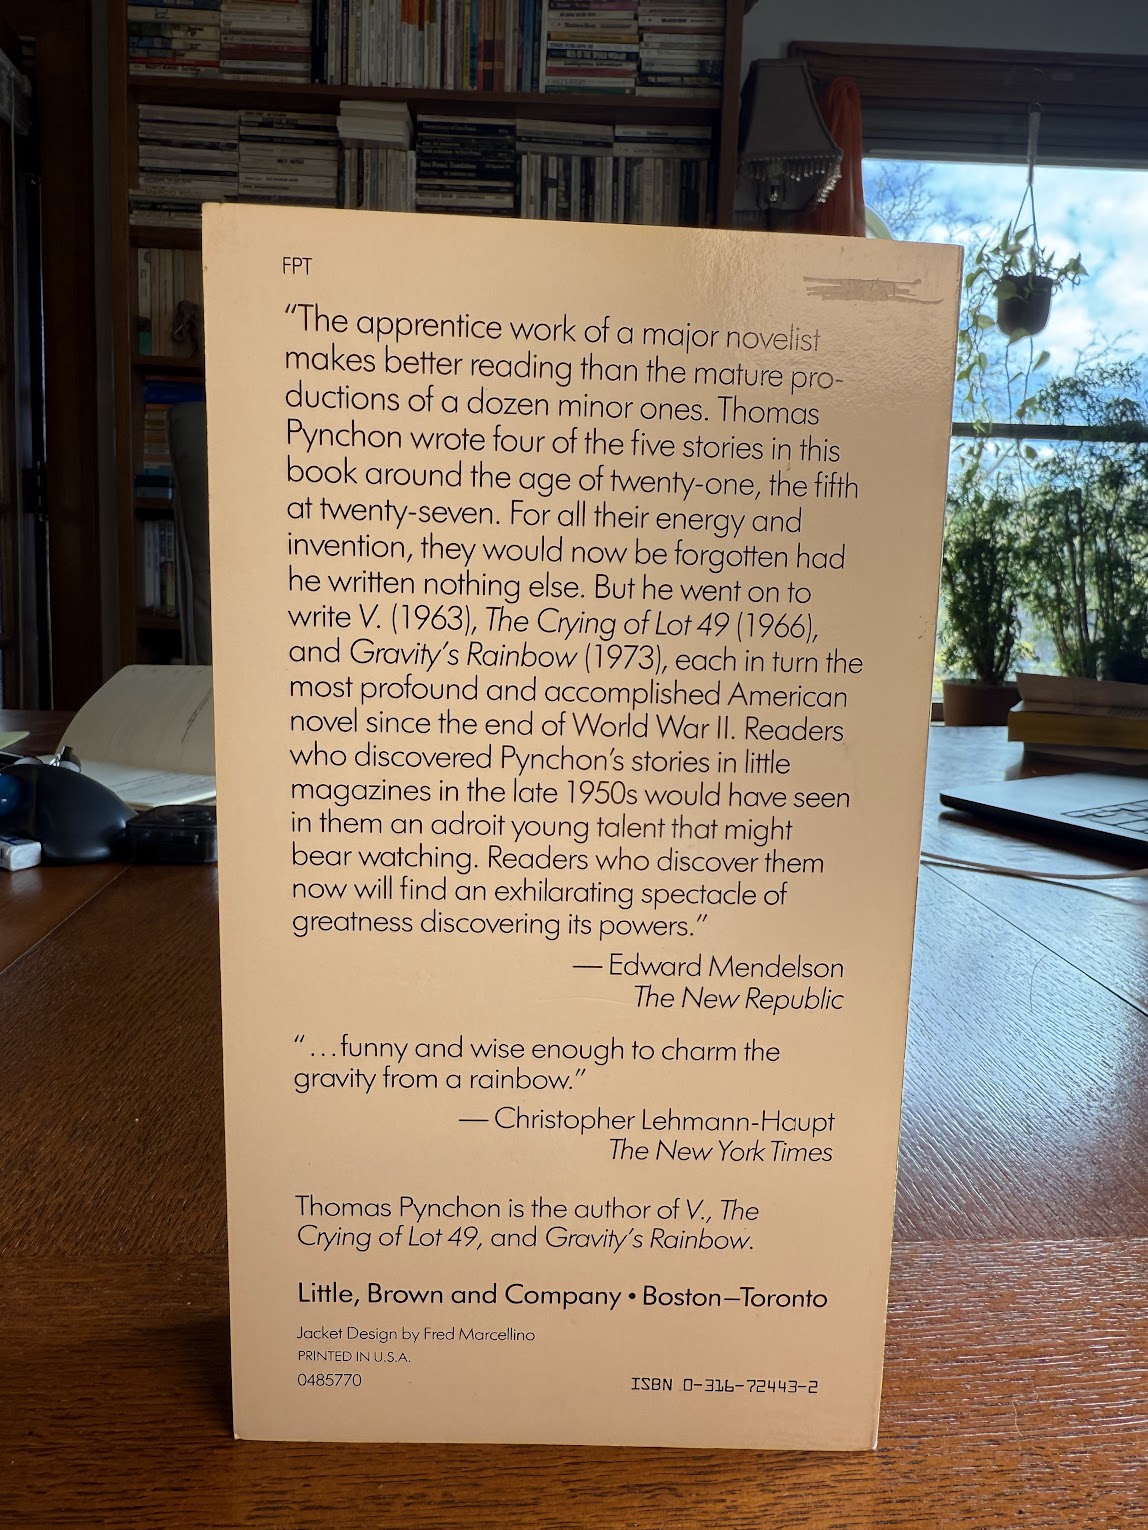 FPT
“The apprentice work of a major novelist
makes better reading than the mature pro-
ductions of a dozen minor ones. Thomas
Pynchon wrote four of the five stories in this
book around the age of twenty-one, the fifth
at twenty-seven. For all their energy and
invention, they would now be forgotten had
he written nothing else. But he went on to
write V. (1963), The Crying of Lot 49 (1966),
and Gravity’s Rainbow (1973), each in turn the
most profound and accomplished American
novel since the end of World War II. Readers
who discovered Pynchon’s stories in little
magazines in the late 1950s would have seen
in them an adroit young talent that might
bear watching. Readers who discover them
now will find an exhilarating spectacle of
greatness discovering its powers.”
— Edward Mendelson
The New Republic
“...funny and wise enough to charm the
gravity from a rainbow.”
— Christopher Lehmann-Haupt
The New York Times
Thomas Pynchon is the author of V., The
Crying of Lot 49, and Gravity’s Rainbow.
Little, Brown and Company • Boston–Toronto
Jacket Design by Fred Marcellino
PRINTED IN U.S.A.
0485770
ISBN 0-316-72443-2